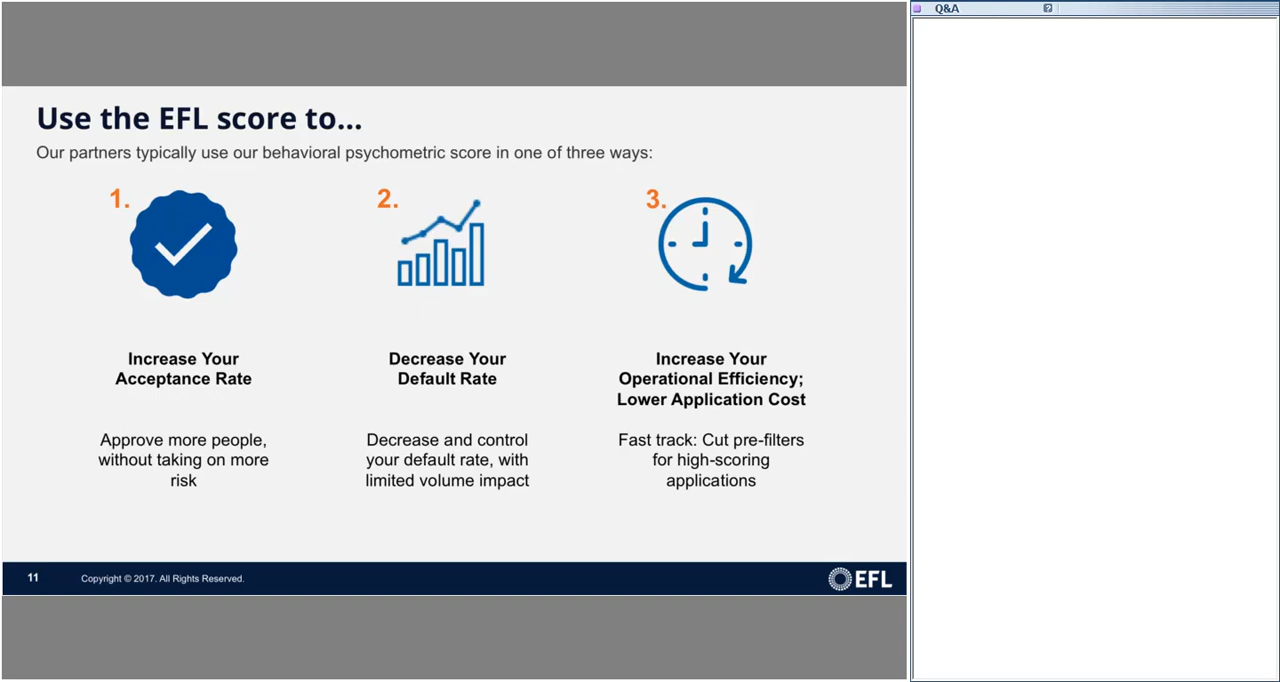 Q&A
Use the EFL score to...
Our partners typically use our behavioral psychometric score in one of three ways:
1.
2.
3.
Increase Your
Acceptance Rate
Approve more people,
without taking on more
risk
Decrease Your
Default Rate
Decrease and control
your default rate, with
limited volume impact
Increase Your
Operational Efficiency;
Lower Application Cost
Fast track: Cut pre-filters
for high-scoring
applications
11
Copyright © 2017. All Rights Reserved.
EFL